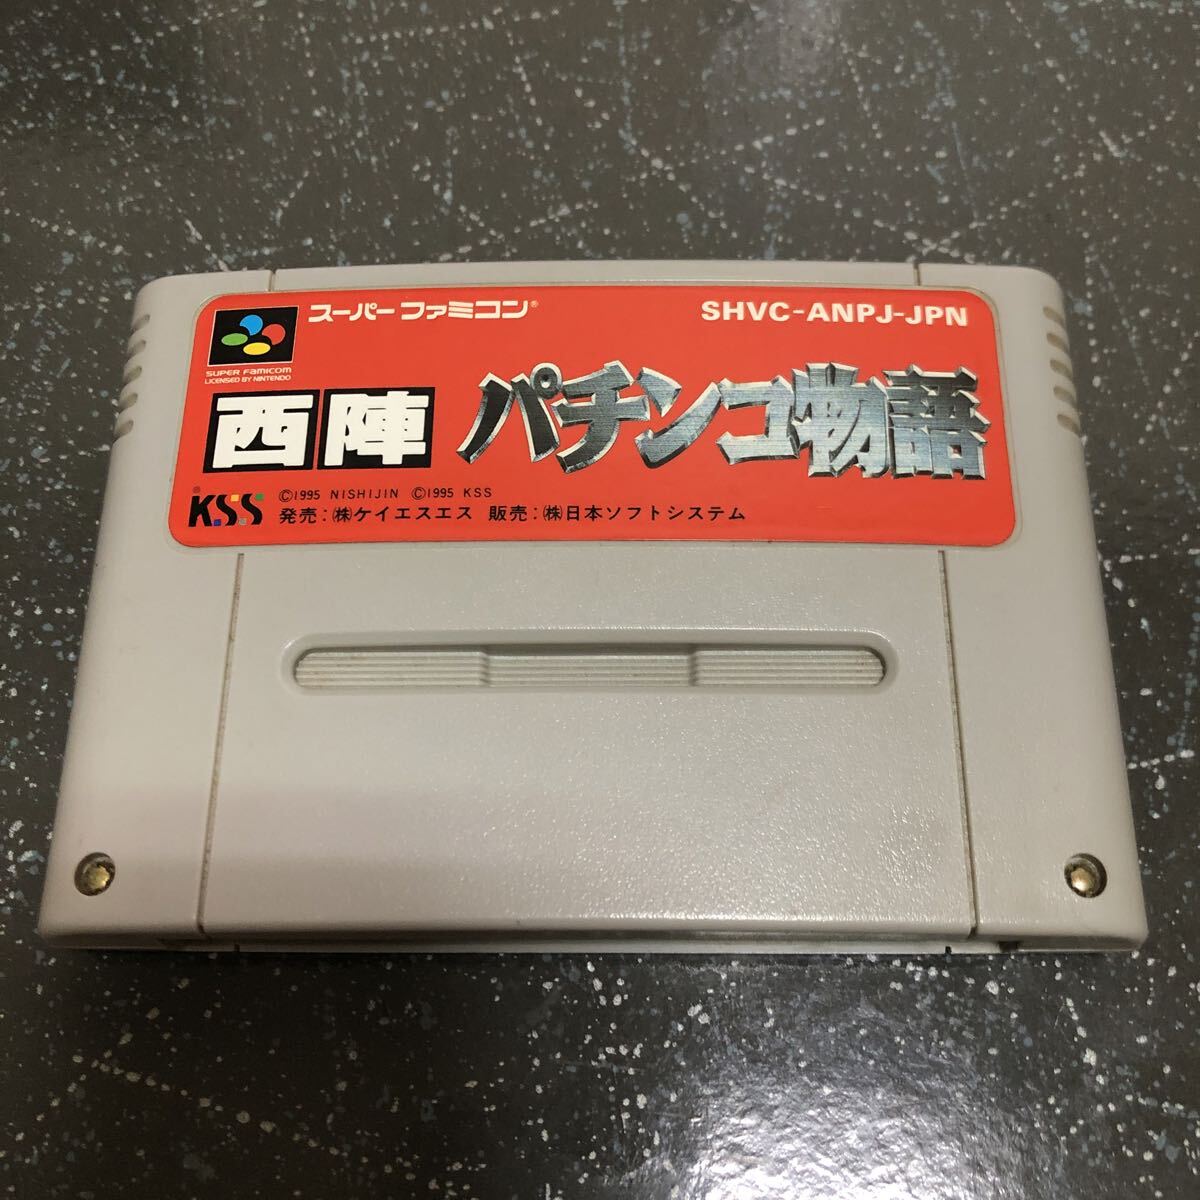 スーパーファミコン®
SHVC-ANPJ-JPN
SUPER FAMICOM
LICENSED BY NINTENDO
西陣 パチンコ物語
KSS®
©1995 NISHIJIN ©1995 KSS
発売:㈱ケイエスエス 販売:㈱日本ソフトシステム